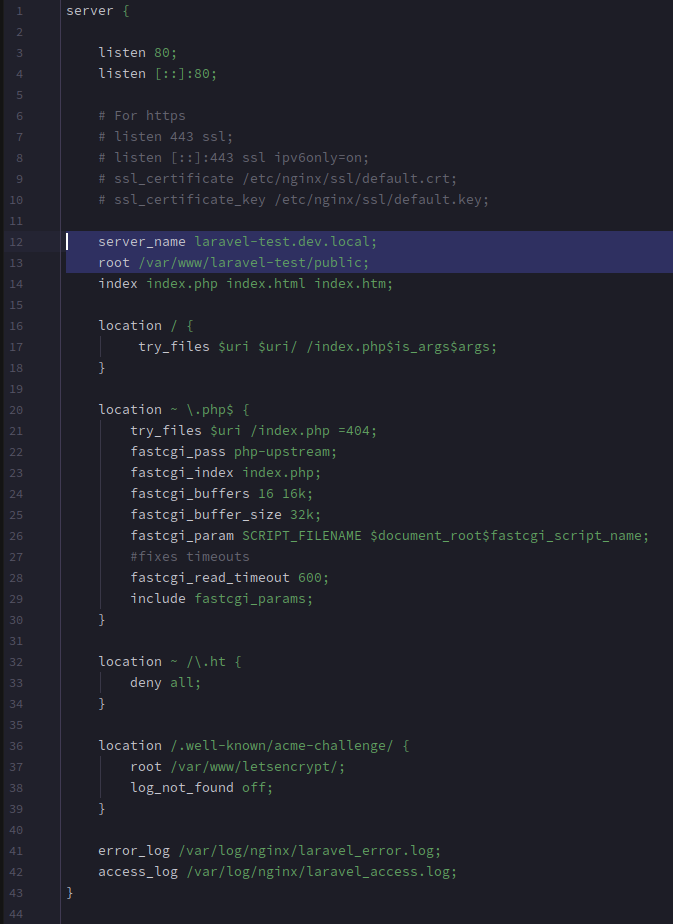 1 server {
2
3 listen 80;
4 listen [::]:80;
5
6 # For https
7 # listen 443 ssl;
8 # listen [::]:443 ssl ipv6only=on;
9 # ssl_certificate /etc/nginx/ssl/default.crt;
10 # ssl_certificate_key /etc/nginx/ssl/default.key;
11
12 server_name laravel-test.dev.local;
13 root /var/www/laravel-test/public;
14 index index.php index.html index.htm;
15
16 location / {
17 try_files $uri $uri/ /index.php$is_args$args;
18 }
19
20 location ~ \.php$ {
21 try_files $uri /index.php =404;
22 fastcgi_pass php-upstream;
23 fastcgi_index index.php;
24 fastcgi_buffers 16 16k;
25 fastcgi_buffer_size 32k;
26 fastcgi_param SCRIPT_FILENAME $document_root$fastcgi_script_name;
27 #fixes timeouts
28 fastcgi_read_timeout 600;
29 include fastcgi_params;
30 }
31
32 location ~ /\.ht {
33 deny all;
34 }
35
36 location /.well-known/acme-challenge/ {
37 root /var/www/letsencrypt/;
38 log_not_found off;
39 }
40
41 error_log /var/log/nginx/laravel_error.log;
42 access_log /var/log/nginx/laravel_access.log;
43 }
44